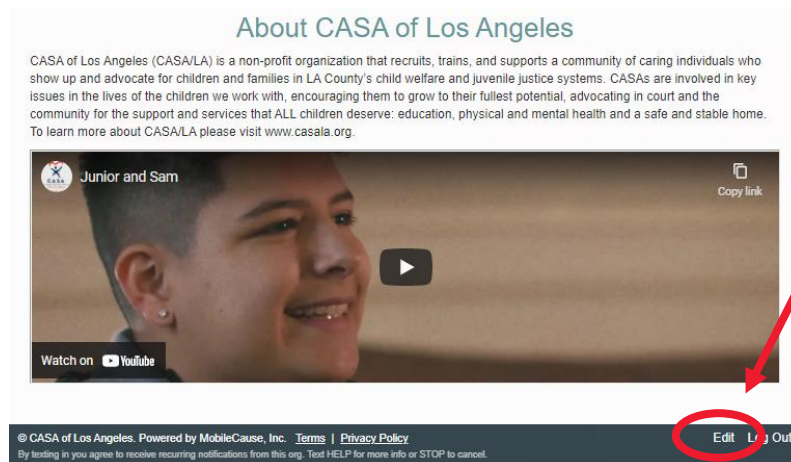 About CASA of Los Angeles
CASA of Los Angeles (CASA/LA) is a non-profit organization that recruits, trains, and supports a community of caring individuals who
show up and advocate for children and families in LA County's child welfare and juvenile justice systems. CASAs are involved in key
issues in the lives of the children we work with, encouraging them to grow to their fullest potential, advocating in court and the
community for the support and services that ALL children deserve: education, physical and mental health and a safe and stable home.
To learn more about CASA/LA please visit www.casala.org.
CASA
Junior and Sam
Copy link
Watch on YouTube
© CASA of Los Angeles. Powered by MobileCause, Inc. Terms | Privacy Policy
Edit Log Out
By texting in you agree to receive recurring notifications from this org. Text HELP for more info or STOP to cancel.